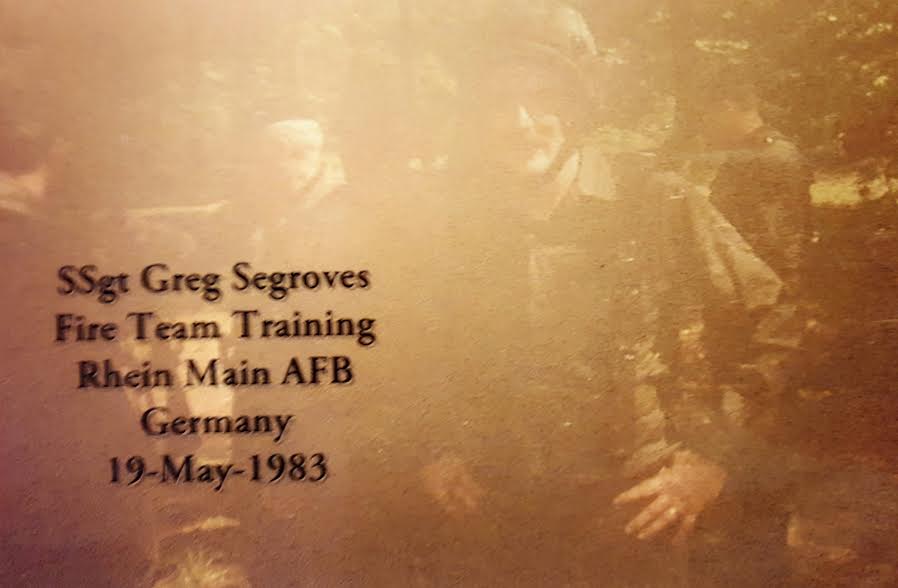 SSgt Greg Segroves
Fire Team Training
Rhein Main AFB
Germany
19-May-1983